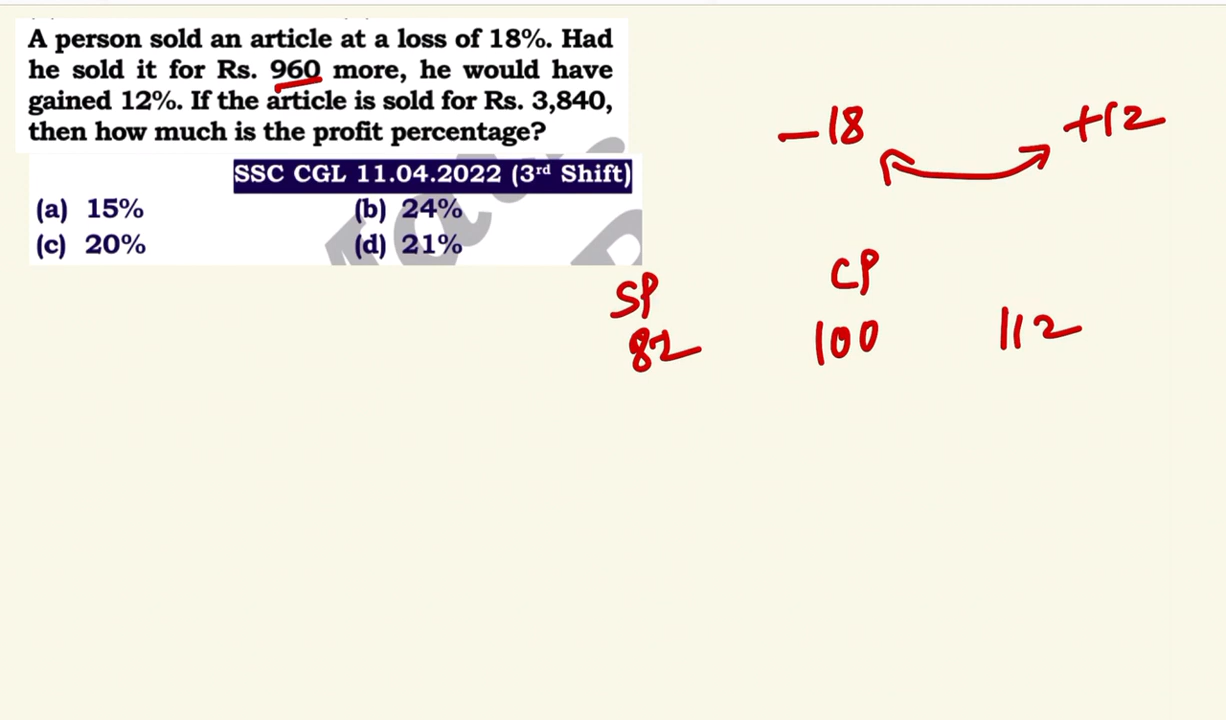 A person sold an article at a loss of 18%. Had
he sold it for Rs. 960 more, he would have
gained 12%. If the article is sold for Rs. 3,840,
then how much is the profit percentage?
SSC CGL 11.04.2022 (3rd Shift)
(a) 15% (b) 24%
(c) 20% (d) 21%
-18 +12
SP CP
82 100 112